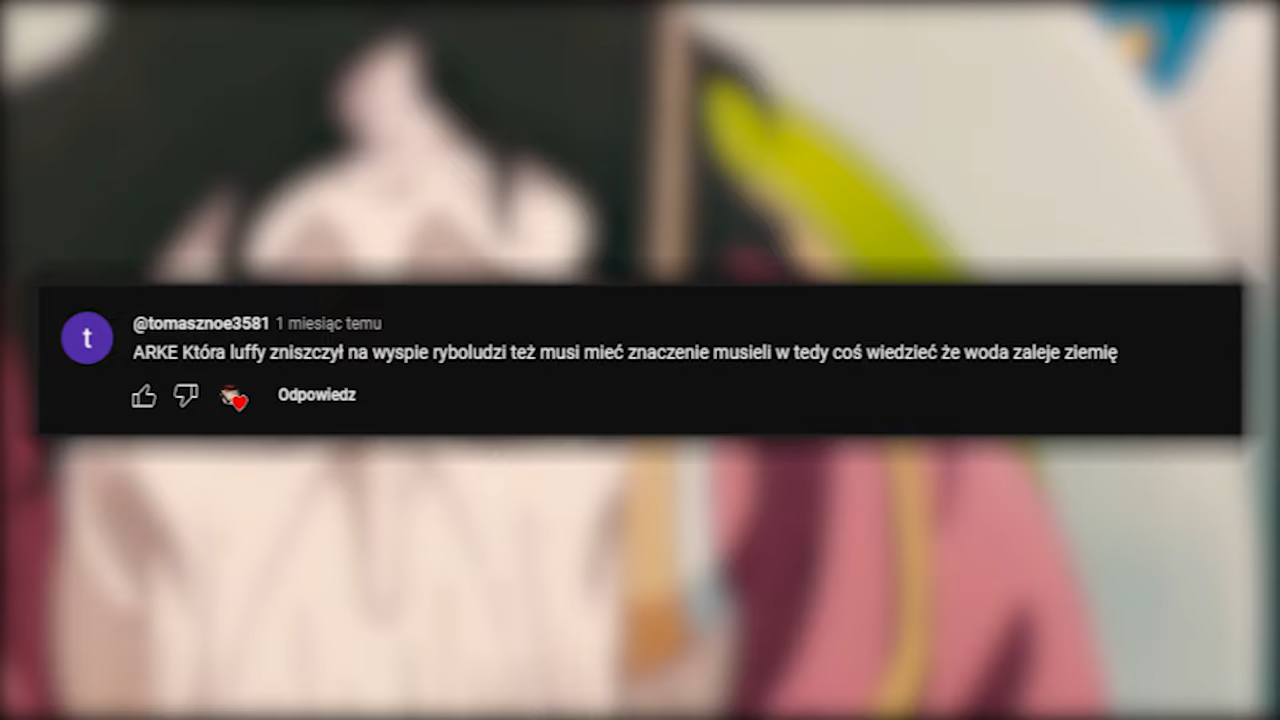 t
@tomasznoe3581 1 miesiąc temu
ARKE Która luffy zniszczył na wyspie ryboludzi też musi mieć znaczenie musieli w tedy coś wiedzieć że woda zaleje ziemię
Odpowiedz